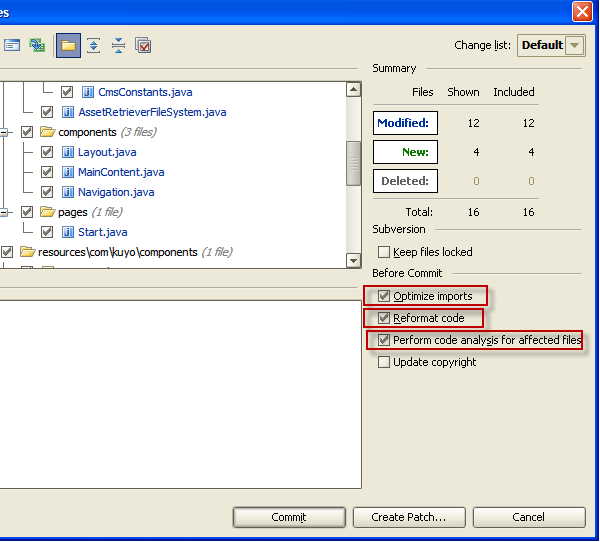 es
Change list: Default
CmsConstants.java
AssetRetrieverFileSystem.java
components (3 files)
Layout.java
MainContent.java
Navigation.java
pages (1 file)
Start.java
resources\com\kuyo\components (1 file)
Summary
Files Shown Included
Modified: 12 12
New: 4 4
Deleted: 0 0
Total: 16 16
Subversion
Keep files locked
Before Commit
Optimize imports
Reformat code
Perform code analysis for affected files
Update copyright
Commit
Create Patch...
Cancel